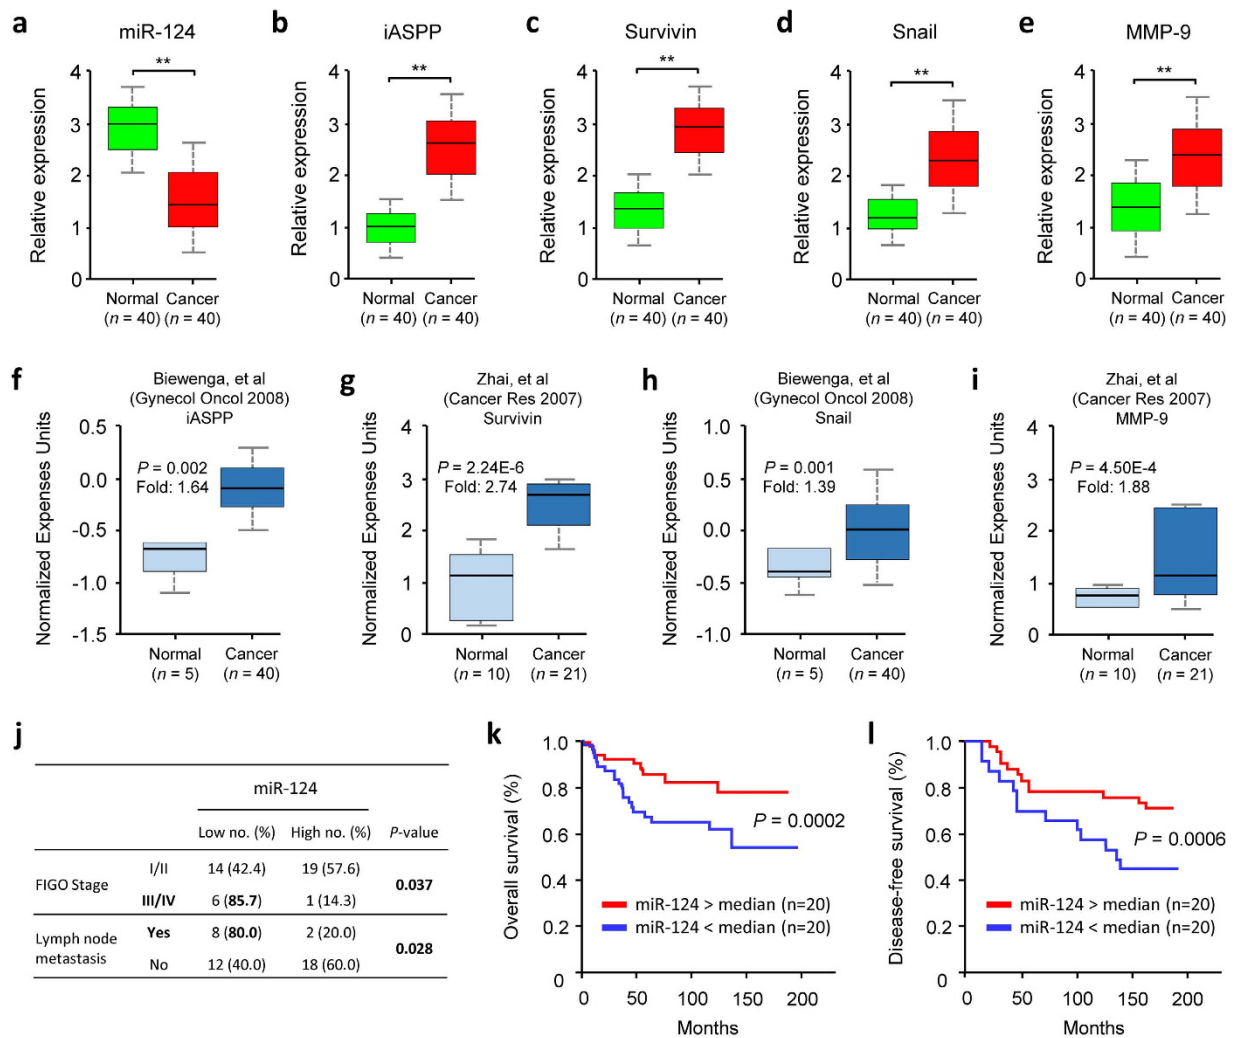 a
miR-124
**
Relative expression
4
3
2
1
0
Normal Cancer
(n = 40) (n = 40)
b
iASPP
**
Relative expression
4
3
2
1
0
Normal Cancer
(n = 40) (n = 40)
c
Survivin
**
Relative expression
4
3
2
1
0
Normal Cancer
(n = 40) (n = 40)
d
Snail
**
Relative expression
4
3
2
1
0
Normal Cancer
(n = 40) (n = 40)
e
MMP-9
**
Relative expression
4
3
2
1
0
Normal Cancer
(n = 40) (n = 40)
f
Biewenga, et al
(Gynecol Oncol 2008)
iASPP
Normalized Expenses Units
0.5
0.0
-0.5
-1.0
-1.5
P = 0.002
Fold: 1.64
Normal Cancer
(n = 5) (n = 40)
g
Zhai, et al
(Cancer Res 2007)
Survivin
Normalized Expenses Units
4
3
2
1
0
P = 2.24E-6
Fold: 2.74
Normal Cancer
(n = 10) (n = 21)
h
Biewenga, et al
(Gynecol Oncol 2008)
Snail
Normalized Expenses Units
1.0
0.5
0.0
-0.5
-1.0
P = 0.001
Fold: 1.39
Normal Cancer
(n = 5) (n = 40)
i
Zhai, et al
(Cancer Res 2007)
MMP-9
Normalized Expenses Units
4
3
2
1
0
P = 4.50E-4
Fold: 1.88
Normal Cancer
(n = 10) (n = 21)
j
miR-124
Low no. (%) High no. (%) P-value
FIGO Stage
I/II 14 (42.4) 19 (57.6)
0.037
III/IV 6 (85.7) 1 (14.3)
Lymph node
metastasis
Yes 8 (80.0) 2 (20.0)
0.028
No 12 (40.0) 18 (60.0)
k
Overall survival (%)
1.0
0.8
0.6
0.4
0.2
0
P = 0.0002
miR-124 > median (n=20)
miR-124 < median (n=20)
0 50 100 150 200
Months
l
Disease-free survival (%)
1.0
0.8
0.6
0.4
0.2
0
P = 0.0006
miR-124 > median (n=20)
miR-124 < median (n=20)
0 50 100 150 200
Months